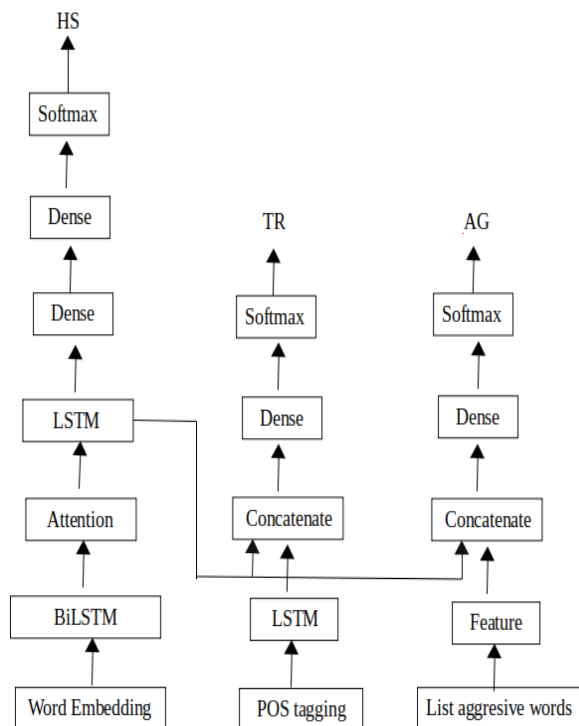 HS
Softmax
Dense
TR
AG
Dense
Softmax
Softmax
LSTM
Dense
Dense
Attention
Concatenate
Concatenate
BiLSTM
LSTM
Feature
Word Embedding
POS tagging
List aggresive words